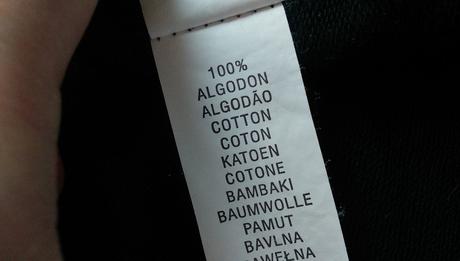 100%
ALGODON
ALGODÃO
COTTON
COTON
KATOEN
COTONE
BAMBAKI
BAUMWOLLE
PAMUT
BAVLNA